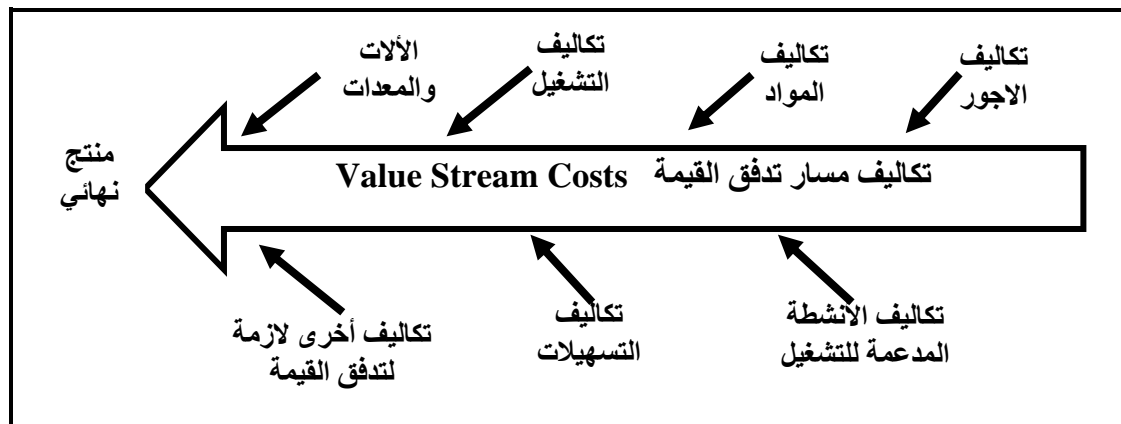 تكاليف
الاجور
تكاليف
المواد
تكاليف
التشغيل
الألات
والمعدات
تكاليف مسار تدفق القيمة Value Stream Costs
منتج
نهائي
تكاليف الانشطة
المدعمة للتشغيل
تكاليف
التسهيلات
تكاليف أخرى لازمة
لتدفق القيمة